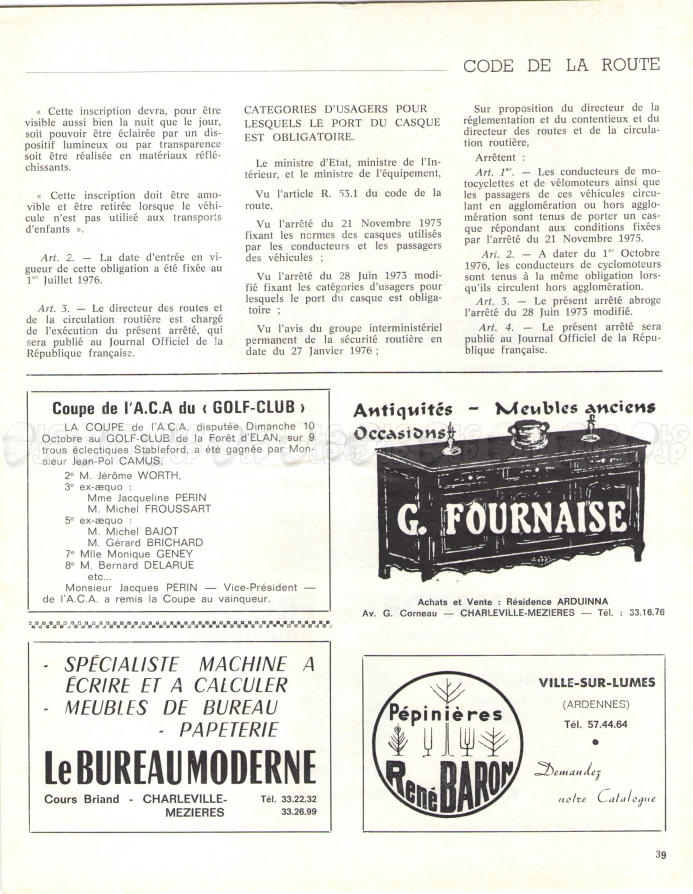 CODE DE LA ROUTE
« Cette inscription devra, pour être
visible aussi bien la nuit que le jour,
soit pouvoir être éclairée par un dis-
positif lumineux ou par transparence
soit être réalisée en matériaux réflé-
chissants.
« Cette inscription doit être amo-
vible et être retirée lorsque le véhi-
cule n'est pas utilisé aux transports
d'enfants ».
Art. 2. — La date d'entrée en vi-
gueur de cette obligation a été fixée au
1er Juillet 1976.
Art. 3. — Le directeur des routes et
de la circulation routière est chargé
de l'exécution du présent arrêté, qui
sera publié au Journal Officiel de la
République française.
CATEGORIES D'USAGERS POUR
LESQUELS LE PORT DU CASQUE
EST OBLIGATOIRE.
Le ministre d'Etat, ministre de l'In-
térieur, et le ministre de l'équipement,
Vu l'article R. 53.1 du code de la
route,
Vu l'arrêté du 21 Novembre 1975
fixant les normes des casques utilisés
par les conducteurs et les passagers
des véhicules ;
Vu l'arrêté du 28 Juin 1973 modi-
fié fixant les catégories d'usagers pour
lesquels le port du casque est obliga-
toire ;
Vu l'avis du groupe interministériel
permanent de la sécurité routière en
date du 27 Janvier 1976 ;
Sur proposition du directeur de la
réglementation et du contentieux et du
directeur des routes et de la circula-
tion routière,
Arrêtent :
Art. 1er. — Les conducteurs de mo-
tocyclettes et de vélomoteurs ainsi que
les passagers de ces véhicules circu-
lant en agglomération ou hors agglo-
mération sont tenus de porter un cas-
que répondant aux conditions fixées
par l'arrêté du 21 Novembre 1975.
Art. 2. — A dater du 1er Octobre
1976, les conducteurs de cyclomoteurs
sont tenus à la même obligation lors-
qu'ils circulent hors agglomération.
Art. 3. — Le présent arrêté abroge
l'arrêté du 28 Juin 1973 modifié.
Art. 4. — Le présent arrêté sera
publié au Journal Officiel de la Répu-
blique française.
Coupe de l'A.C.A du « GOLF-CLUB »
LA COUPE de l'A.C.A. disputée Dimanche 10
Octobre au GOLF-CLUB de la Forêt d'ELAN, sur 9
trous éclectiques Stableford, a été gagnée par Mon-
sieur Jean-Pol CAMUS,
2e M. Jérôme WORTH,
3e ex-æquo :
Mme Jacqueline PERIN
M. Michel FROUSSART
5e ex-æquo :
M. Michel BAJOT
M. Gérard BRICHARD
7e Mlle Monique GENEY
8e M. Bernard DELARUE
etc...
Monsieur Jacques PERIN — Vice-Président —
de l'A.C.A. a remis la Coupe au vainqueur.
Antiquités - Meubles anciens
Occasions
G. FOURNAISE
Achats et Vente : Résidence ARDUINNA
Av. G. Corneau — CHARLEVILLE-MEZIERES — Tél. : 33.16.76
- SPÉCIALISTE MACHINE A
ÉCRIRE ET A CALCULER
- MEUBLES DE BUREAU
- PAPETERIE
Le BUREAU MODERNE
Cours Briand - CHARLEVILLE-
MEZIERES
Tél. 33.22.32
33.26.99
Pépinières
René BARON
VILLE-SUR-LUMES
(ARDENNES)
Tél. 57.44.64
Demandez
notre Catalogue
39